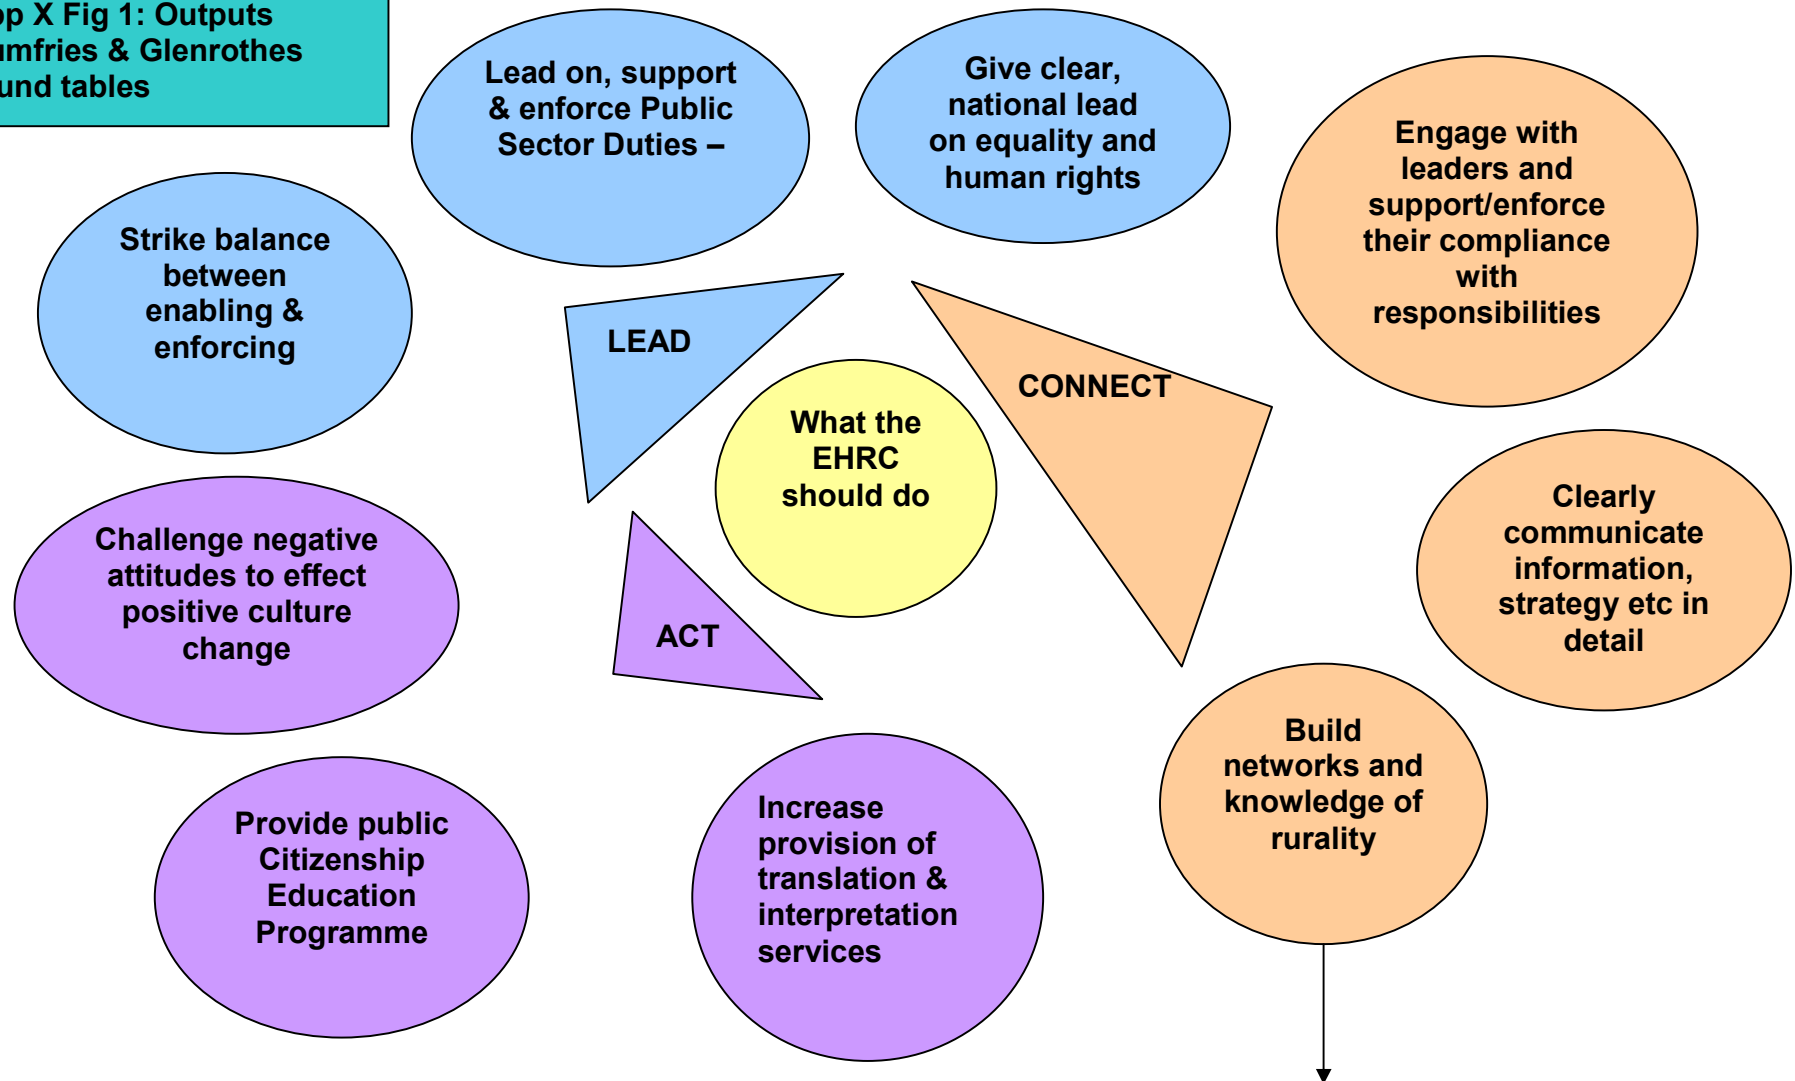 pp X Fig 1: Outputs
umfries & Glenrothes
und tables
Lead on, support
& enforce Public
Sector Duties –
Give clear,
national lead
on equality and
human rights
Engage with
leaders and
support/enforce
their compliance
with
responsibilities
Strike balance
between
enabling &
enforcing
LEAD
CONNECT
What the
EHRC
should do
Clearly
communicate
information,
strategy etc in
detail
Challenge negative
attitudes to effect
positive culture
change
ACT
Build
networks and
knowledge of
rurality
Provide public
Citizenship
Education
Programme
Increase
provision of
translation &
interpretation
services